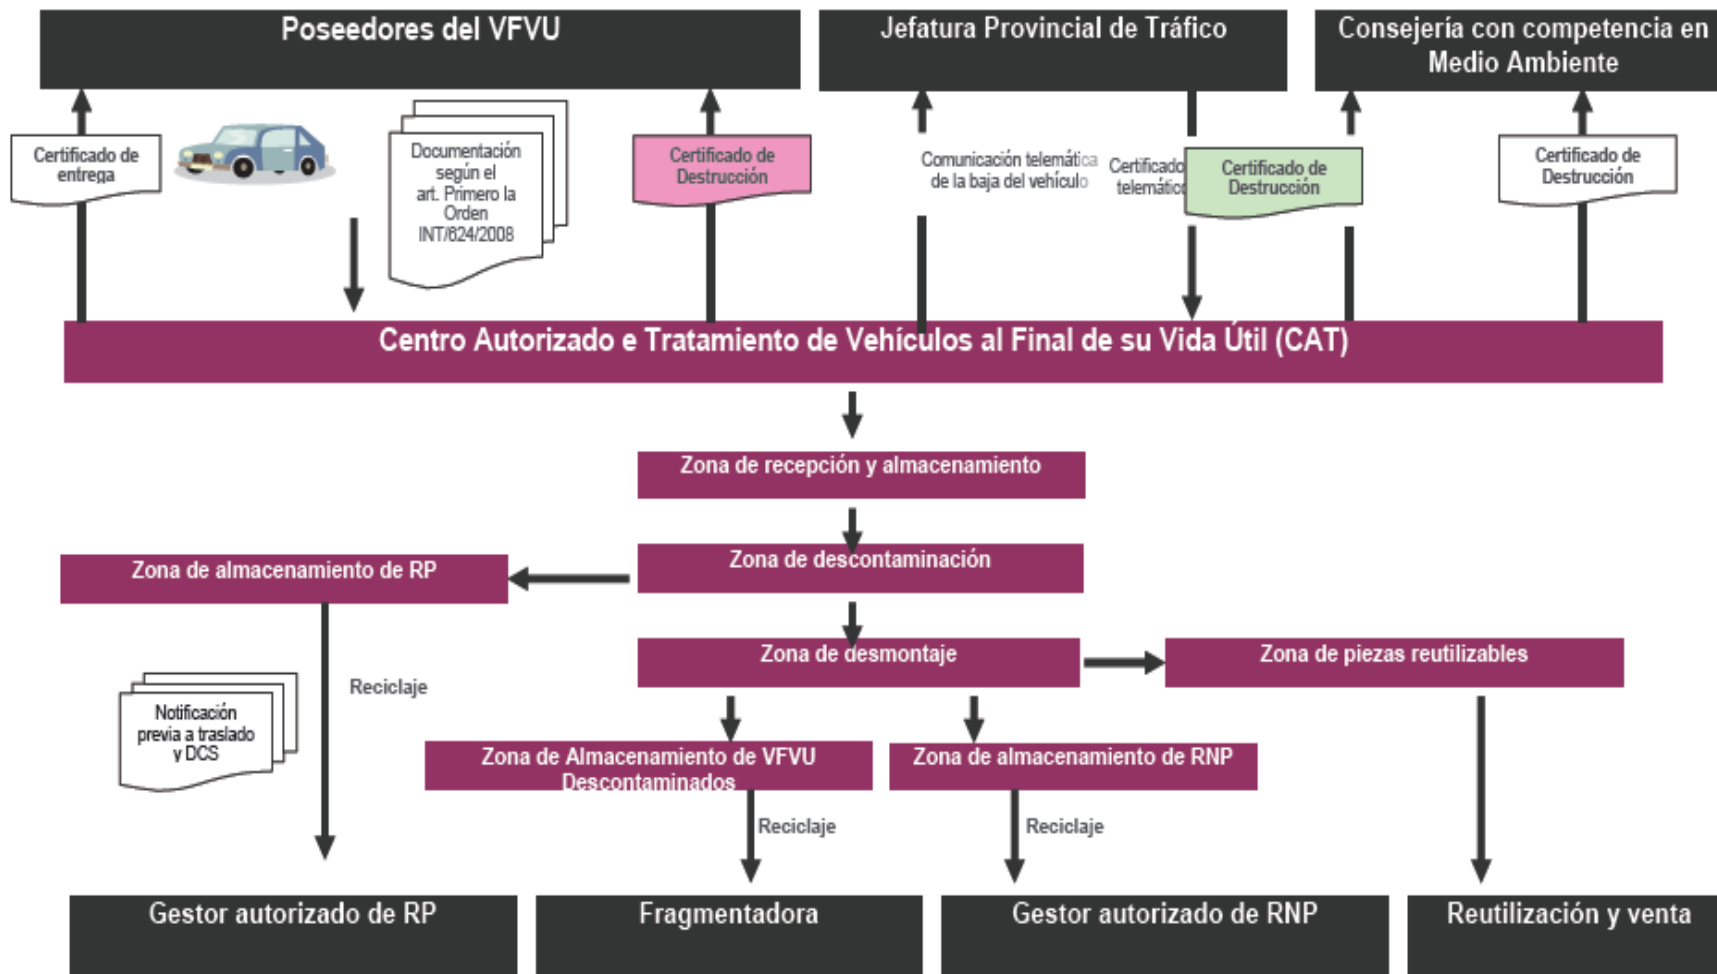 Poseedores del VFVU
Jefatura Provincial de Tráfico
Consejería con competencia en
Medio Ambiente
Certificado de
entrega
Documentación
según el
art. Primero la
Orden
INT/624/2008
Certificado de
Destrucción
Comunicación telemática
de la baja del vehículo
Certificado
telemático
Certificado de
Destrucción
Certificado de
Destrucción
Centro Autorizado e Tratamiento de Vehículos al Final de su Vida Útil (CAT)
Zona de recepción y almacenamiento
Zona de almacenamiento de RP
Zona de descontaminación
Zona de desmontaje
Zona de piezas reutilizables
Reciclaje
Notificación
previa a traslado
y DCS
Zona de Almacenamiento de VFVU
Descontaminados
Zona de almacenamiento de RNP
Reciclaje
Reciclaje
Gestor autorizado de RP
Fragmentadora
Gestor autorizado de RNP
Reutilización y venta